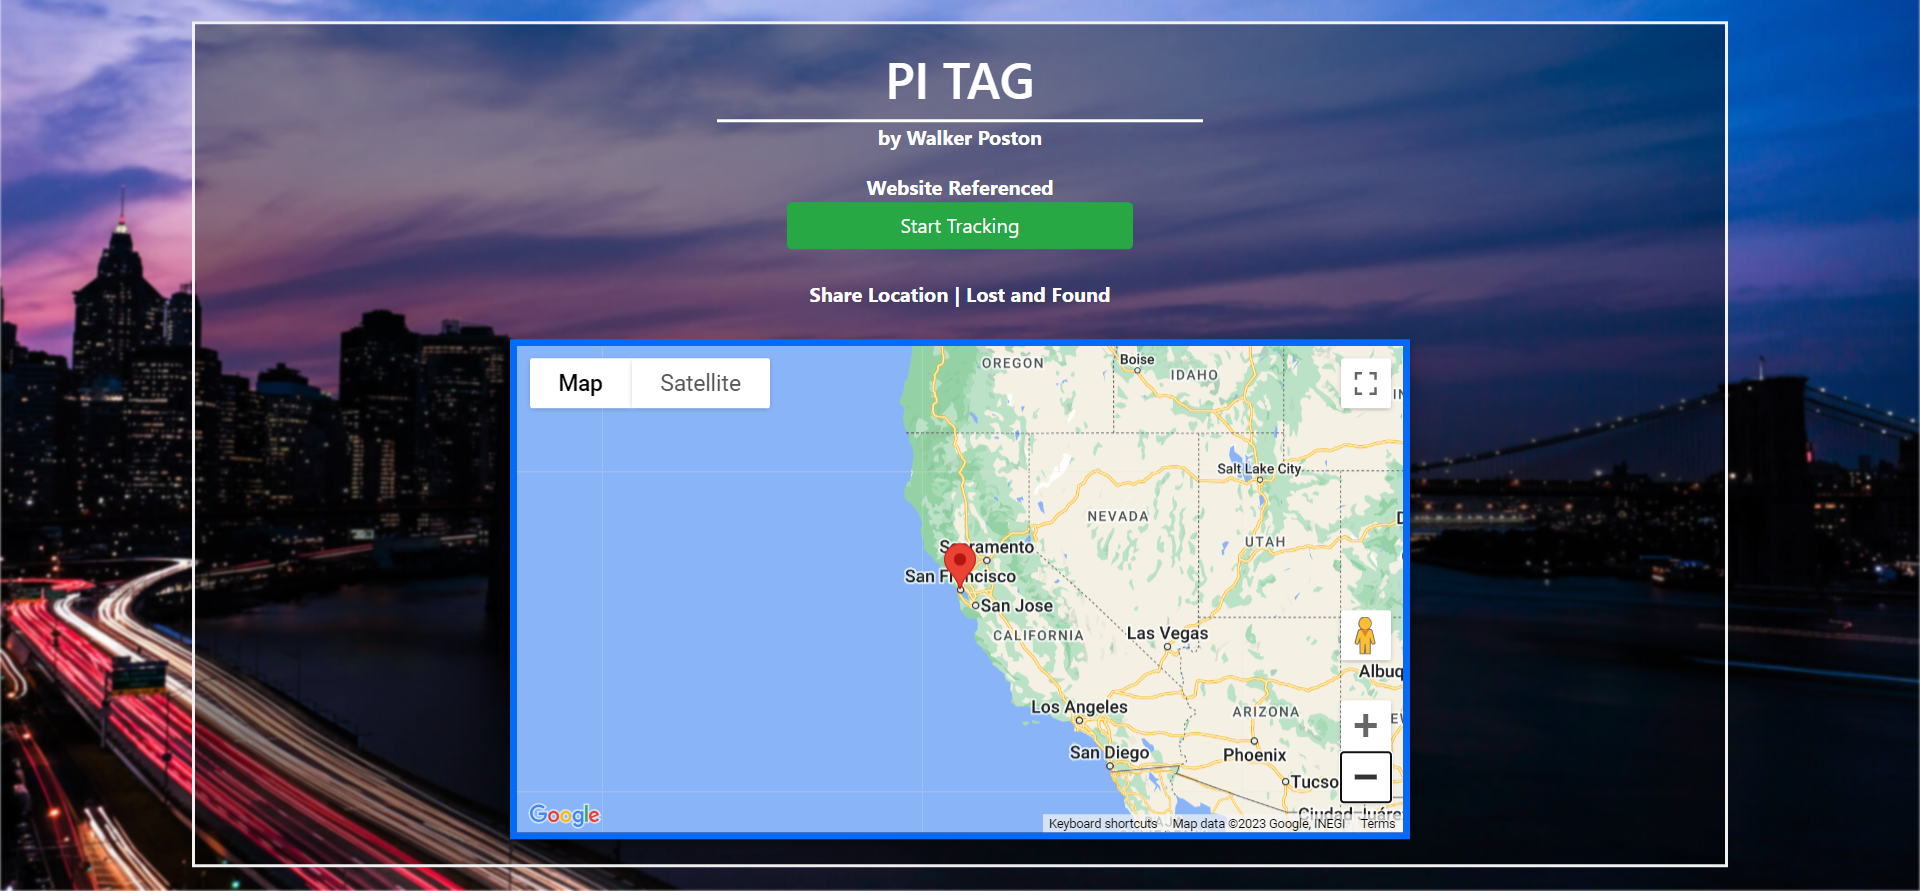 PI TAG
by Walker Poston
Website Referenced
Start Tracking
Share Location | Lost and Found
Map
Satellite
OREGON
Boise
IDAHO
Salt Lake City
NEVADA
UTAH
Sacramento
San Francisco
San Jose
CALIFORNIA
Las Vegas
Albuq
Los Angeles
ARIZONA
San Diego
Phoenix
Tucso
Ciudad Juáre
Google
Keyboard shortcuts
Map data ©2023 Google, INEGI
Terms